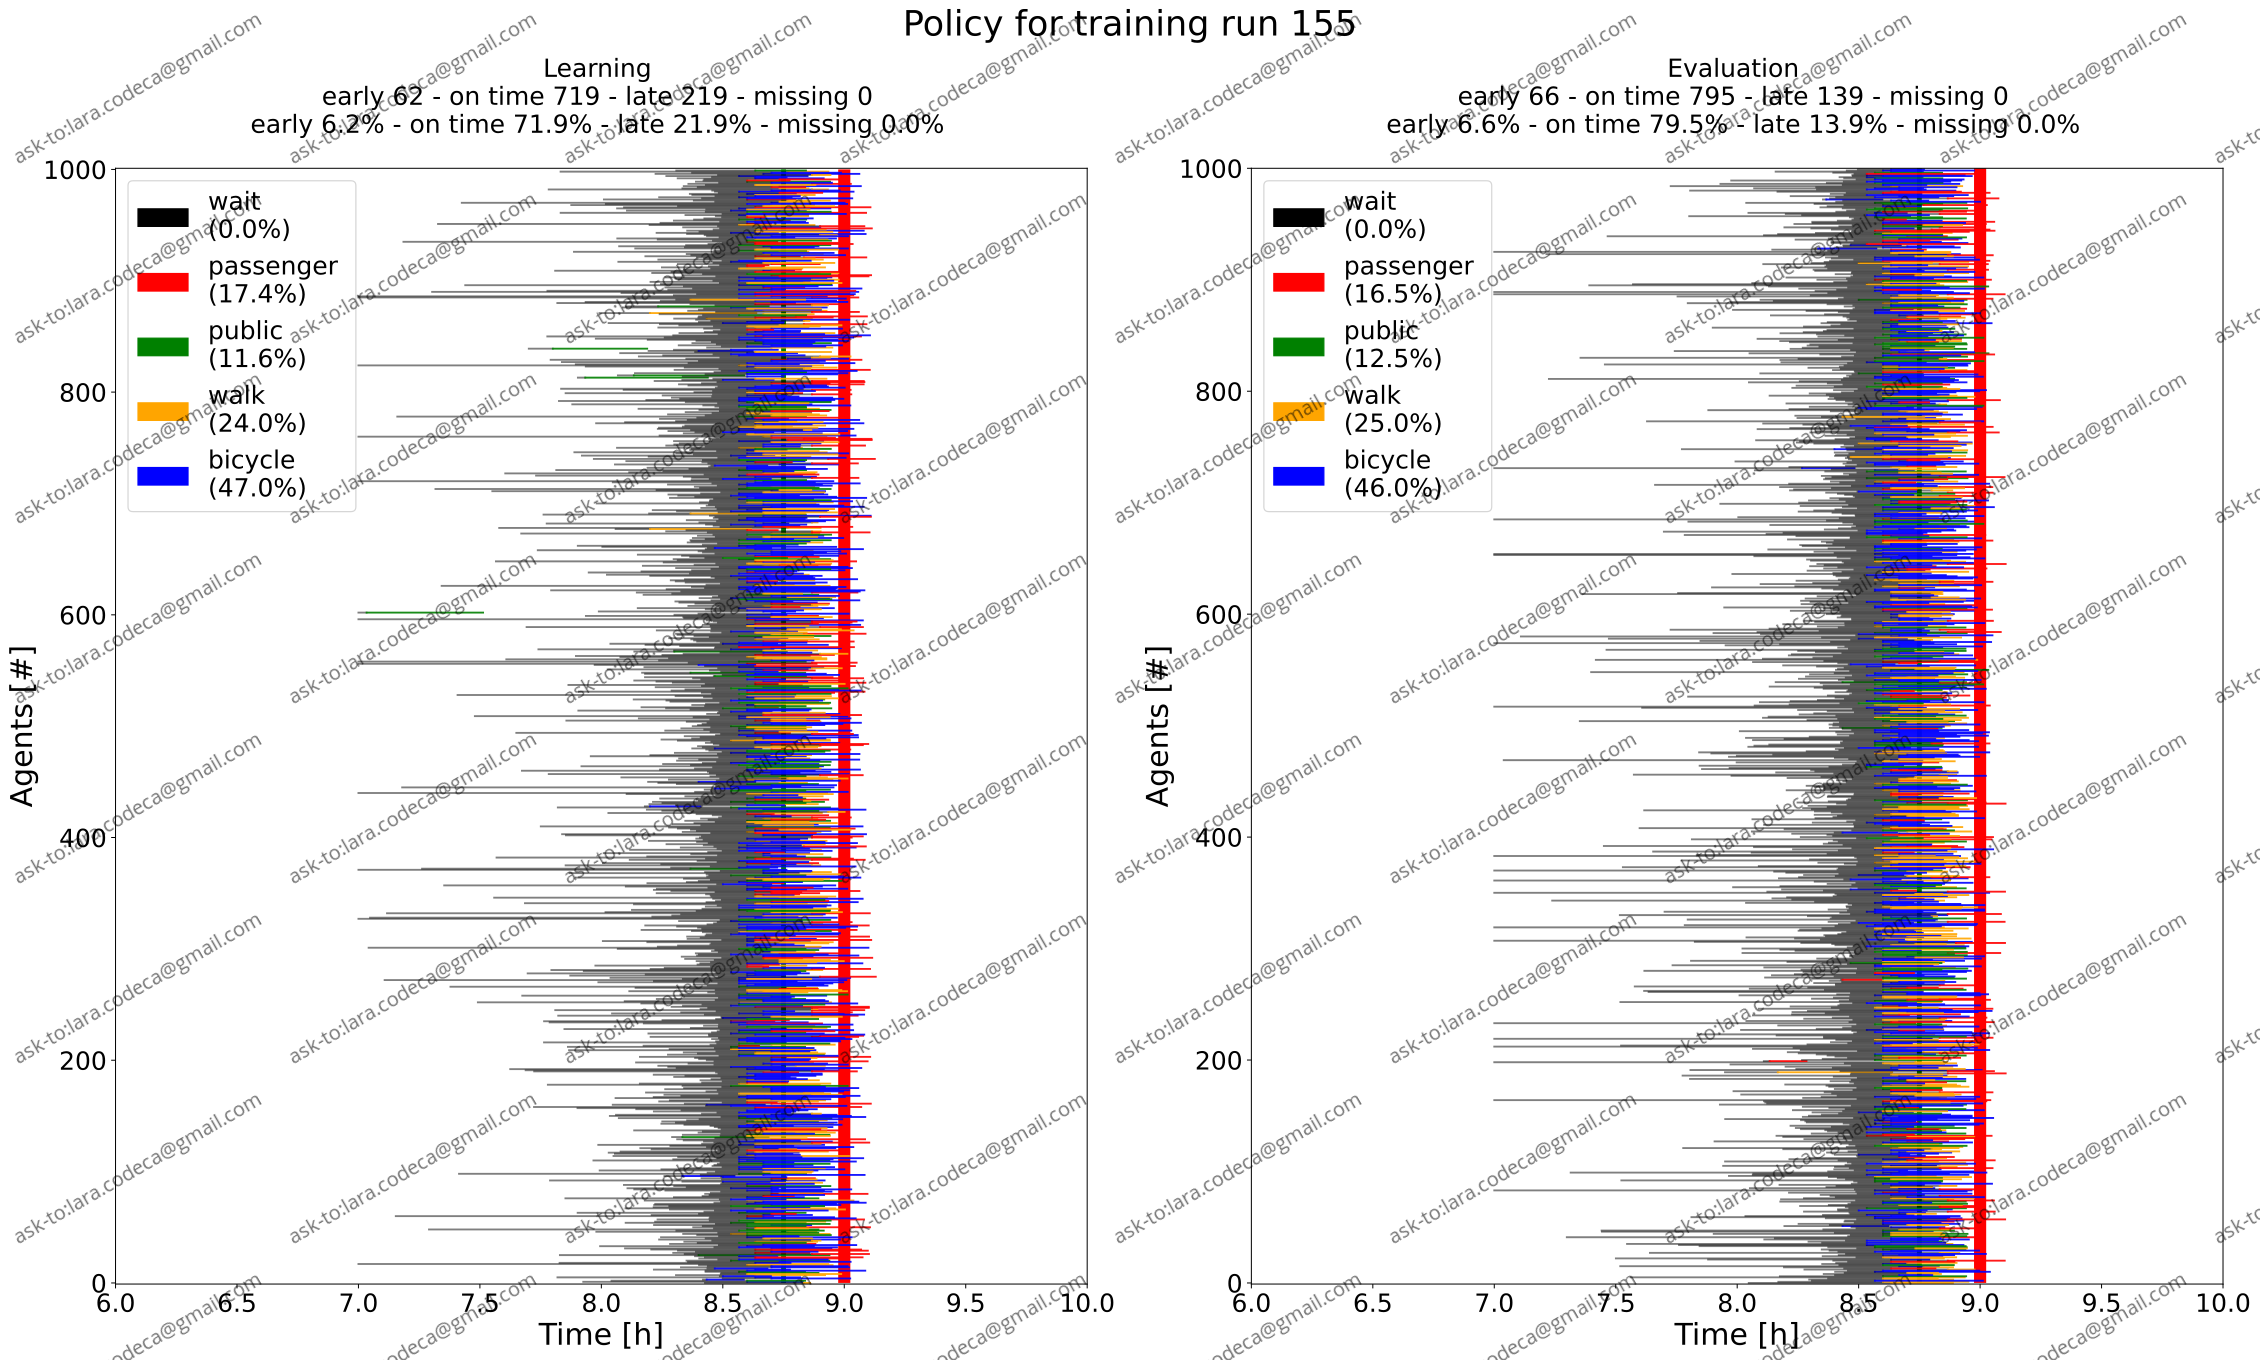 Policy for training run 155
Learning
early 62 - on time 719 - late 219 - missing 0
early 6.2% - on time 71.9% - late 21.9% - missing 0.0%
1000
800
600
400
200
0
Agents [#]
wait
(0.0%)
passenger
(17.4%)
public
(11.6%)
walk
(24.0%)
bicycle
(47.0%)
6.0 6.5 7.0 7.5 8.0 8.5 9.0 9.5 10.0
Time [h]
Evaluation
early 66 - on time 795 - late 139 - missing 0
early 6.6% - on time 79.5% - late 13.9% - missing 0.0%
1000
800
600
400
200
0
Agents [#]
wait
(0.0%)
passenger
(16.5%)
public
(12.5%)
walk
(25.0%)
bicycle
(46.0%)
6.0 6.5 7.0 7.5 8.0 8.5 9.0 9.5 10.0
Time [h]
ask-to:lara.codeca@gmail.com